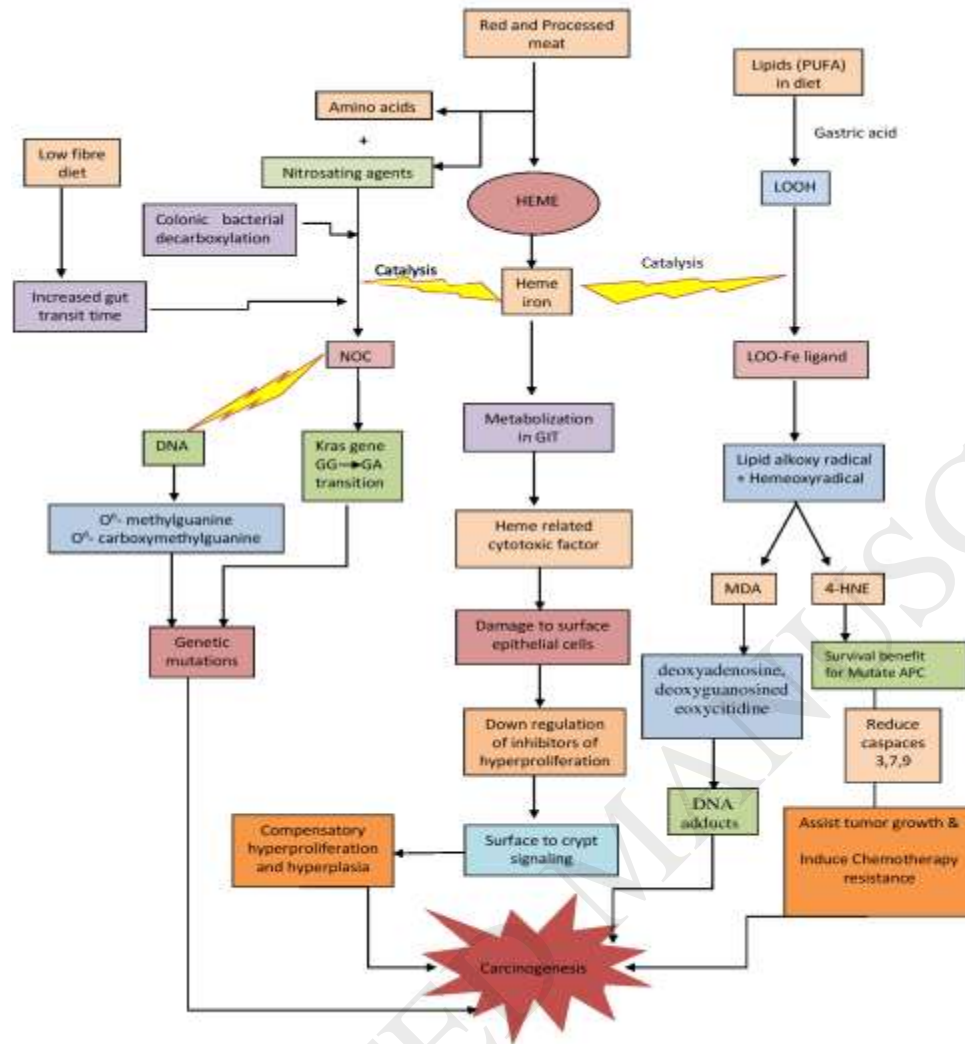 Red and Processed
meat
Lipids (PUFA)
in diet
Amino acids
+
Gastric acid
Low fibre
diet
Nitrosating agents
LOOH
HEME
Colonic bacterial
decarboxylation
Catalysis
Catalysis
Increased gut
transit time
Heme
iron
NOC
LOO-Fe ligand
DNA
Kras gene
GG→GA
transition
Metabolization
in GIT
Lipid alkoxy radical
+ Hemeoxyradical
O⁶- methylguanine
O⁶- carboxymethylguanine
Heme related
cytotoxic factor
MDA
4-HNE
Genetic
mutations
Damage to surface
epithelial cells
Survival benefit
for Mutate APC
deoxyadenosine,
deoxyguanosined
eoxycitidine
Down regulation
of inhibitors of
hyperproliferation
Reduce
caspaces
3,7,9
DNA
adducts
Compensatory
hyperproliferation
and hyperplasia
Surface to crypt
signaling
Assist tumor growth &
Induce Chemotherapy
resistance
Carcinogenesis
MANUSC